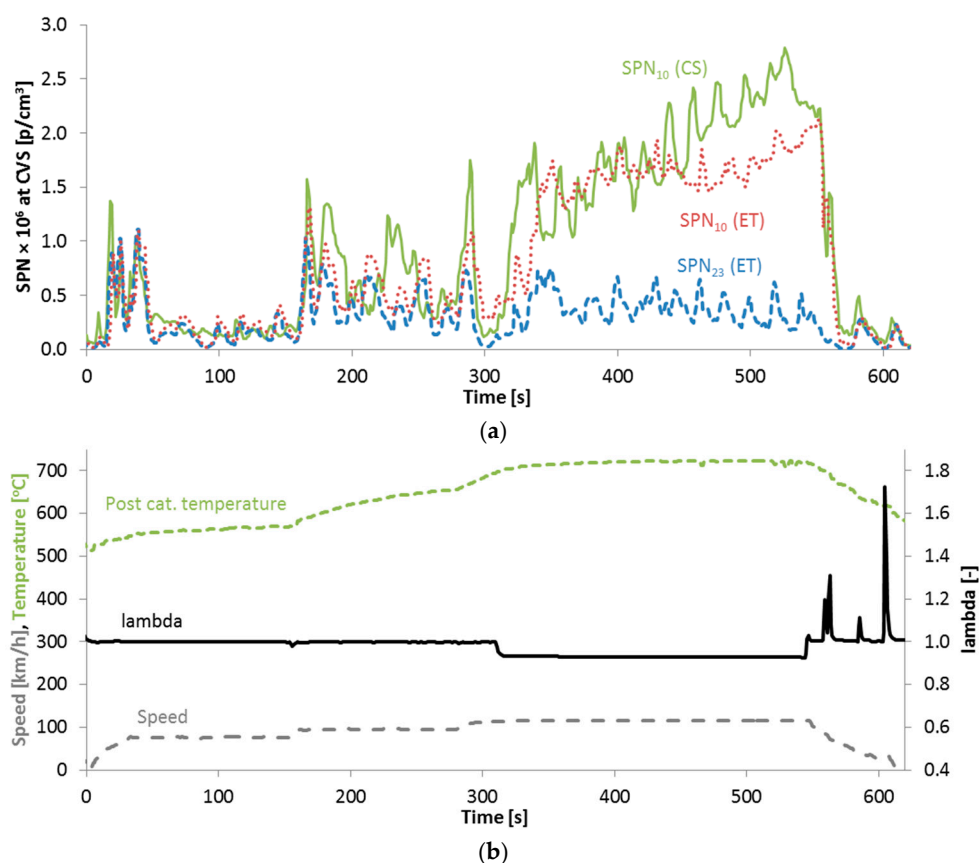 SPN × 10⁶ at CVS [p/cm³]
3.0
2.5
2.0
1.5
1.0
0.5
0.0
SPN₁₀ (CS)
SPN₁₀ (ET)
SPN₂₃ (ET)
0 100 200 300 400 500 600
Time [s]
(a)
Speed [km/h], Temperature [°C]
700
600
500
400
300
200
100
0
Post cat. temperature
lambda
Speed
1.8
1.6
1.4
1.2
1.0
0.8
0.6
0.4
lambda [-]
0 100 200 300 400 500 600
Time [s]
(b)